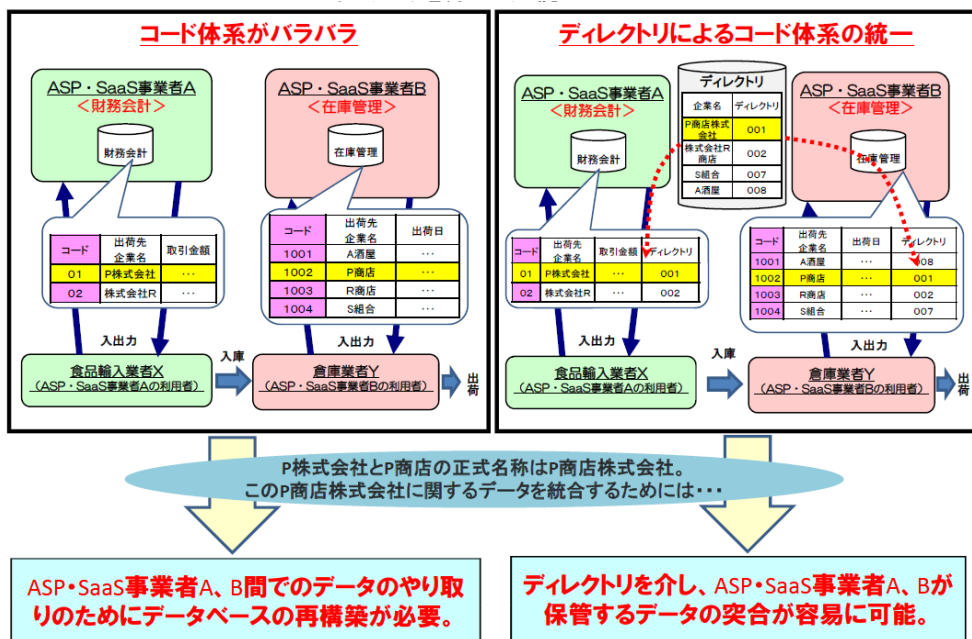 コード体系がバラバラ
ASP・SaaS事業者A
<財務会計>
財務会計
ASP・SaaS事業者B
<在庫管理>
在庫管理
コード 出荷先企業名 取引金額
01 P株式会社 ・・・
02 株式会社R ・・・
コード 出荷先企業名 出荷日
1001 A酒屋 ・・・
1002 P商店 ・・・
1003 R商店 ・・・
1004 S組合 ・・・
入出力
入出力
食品輸入業者X
(ASP・SaaS事業者Aの利用者)
入庫
倉庫業者Y
(ASP・SaaS事業者Bの利用者)
出荷
ディレクトリによるコード体系の統一
ASP・SaaS事業者A
<財務会計>
財務会計
ディレクトリ
企業名 ディレクトリ
P商店株式会社 001
株式会社R商店 002
S組合 007
A酒屋 008
ASP・SaaS事業者B
<在庫管理>
在庫管理
コード 出荷先企業名 取引金額 ディレクトリ
01 P株式会社 ・・・ 001
02 株式会社R ・・・ 002
コード 出荷先企業名 出荷日 ディレクトリ
1001 A酒屋 ・・・ 008
1002 P商店 ・・・ 001
1003 R商店 ・・・ 002
1004 S組合 ・・・ 007
入出力
入出力
食品輸入業者X
(ASP・SaaS事業者Aの利用者)
入庫
倉庫業者Y
(ASP・SaaS事業者Bの利用者)
出荷
P株式会社とP商店の正式名称はP商店株式会社。
このP商店株式会社に関するデータを統合するためには・・・
ASP・SaaS事業者A、B間でのデータのやり取
りのためにデータベースの再構築が必要。
ディレクトリを介し、ASP・SaaS事業者A、Bが
保管するデータの突合が容易に可能。